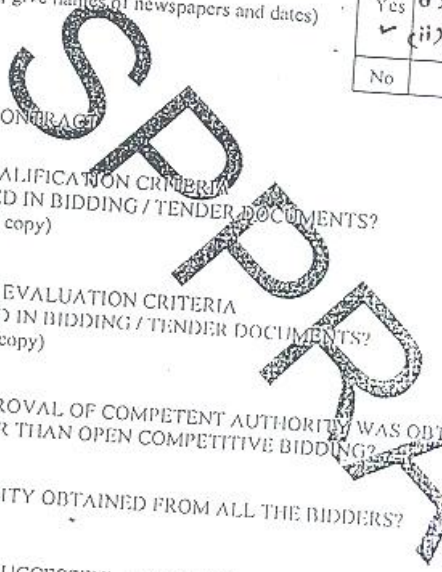 give names of newspapers and dates)
Yes
(ii)
No
CONTRACT
QUALIFICATION CRITERIA
ED IN BIDDING / TENDER DOCUMENTS?
copy)
EVALUATION CRITERIA
D IN BIDDING / TENDER DOCUMENTS?
copy)
ROVAL OF COMPETENT AUTHORITY WAS OBT
R THAN OPEN COMPETITIVE BIDDING?
ITY OBTAINED FROM ALL THE BIDDERS?
SPPRA